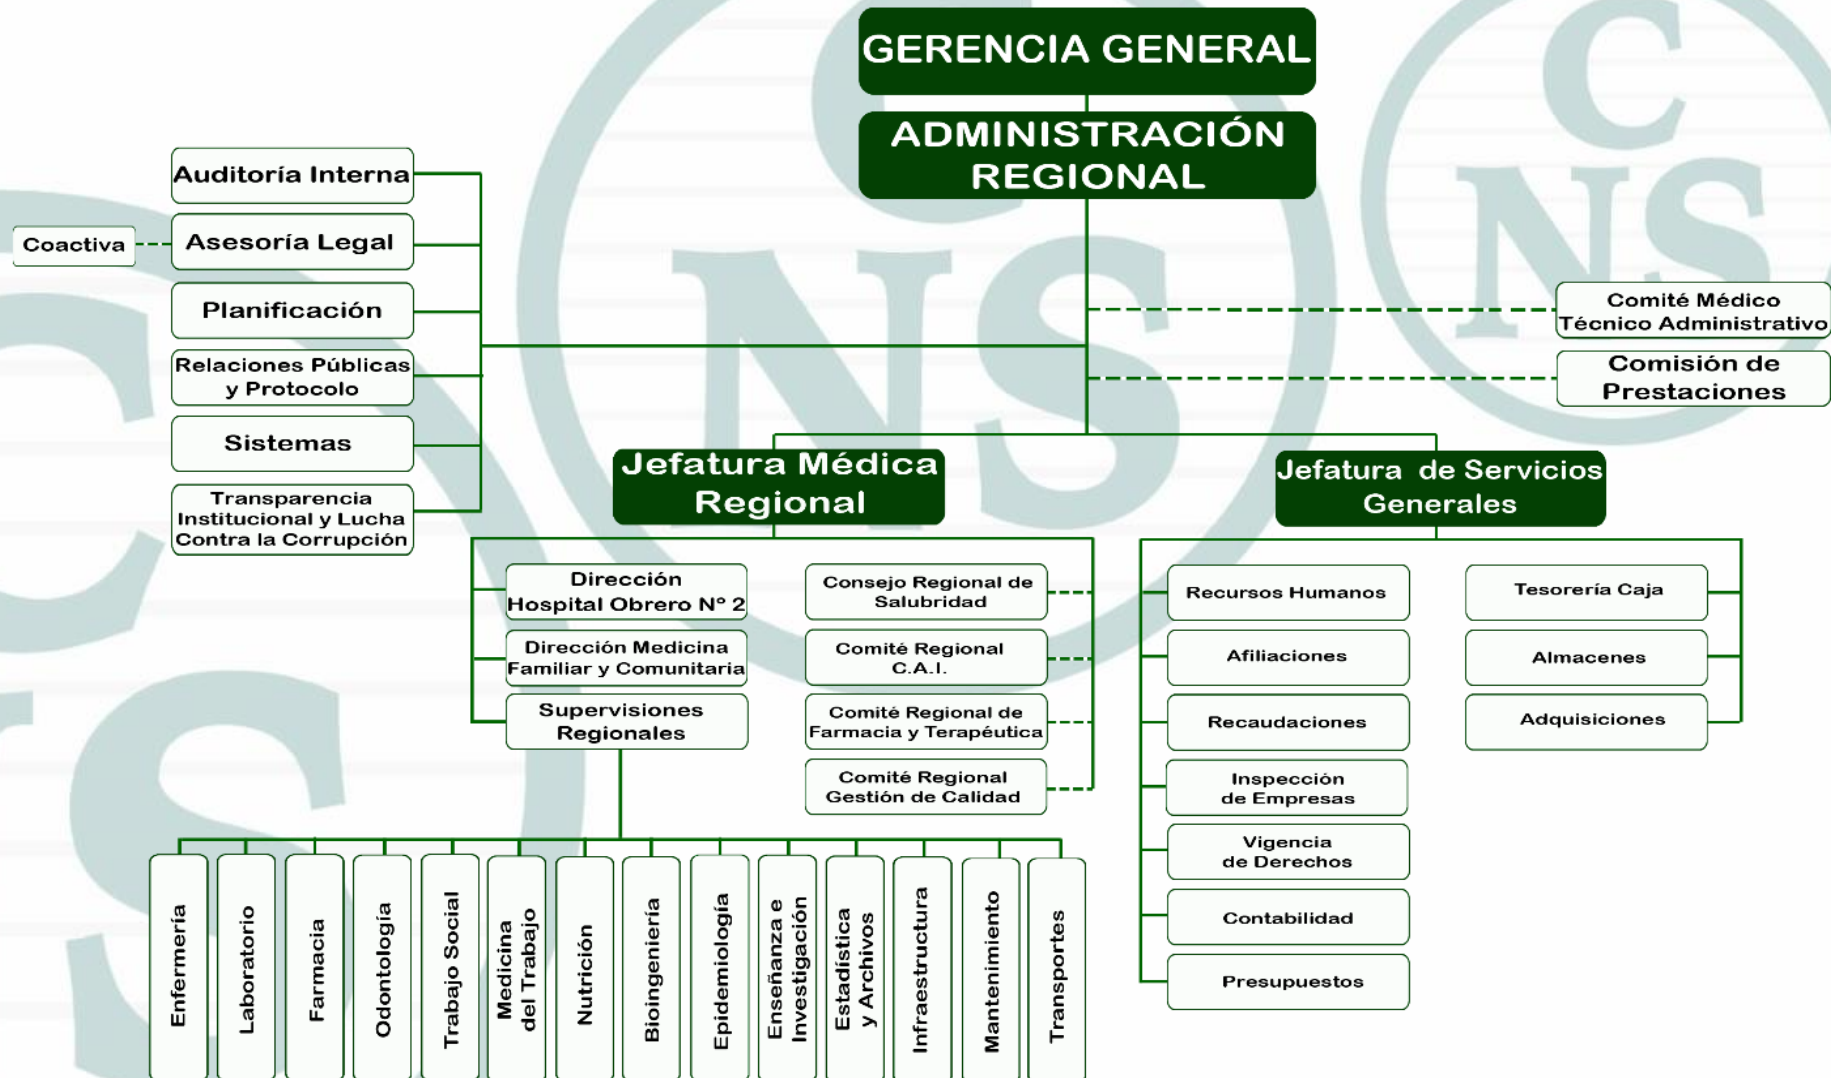 GERENCIA GENERAL
ADMINISTRACIÓN
REGIONAL
Auditoría Interna
Coactiva
Asesoría Legal
Planificación
Relaciones Públicas
y Protocolo
Sistemas
Transparencia
Institucional y Lucha
Contra la Corrupción
Comité Médico
Técnico Administrativo
Comisión de
Prestaciones
Jefatura Médica
Regional
Jefatura de Servicios
Generales
Dirección
Hospital Obrero Nº 2
Dirección Medicina
Familiar y Comunitaria
Supervisiones
Regionales
Consejo Regional de
Salubridad
Comité Regional
C.A.I.
Comité Regional de
Farmacia y Terapéutica
Comité Regional
Gestión de Calidad
Recursos Humanos
Afiliaciones
Recaudaciones
Inspección
de Empresas
Vigencia
de Derechos
Contabilidad
Presupuestos
Tesorería Caja
Almacenes
Adquisiciones
Enfermería
Laboratorio
Farmacia
Odontología
Trabajo Social
Medicina
del Trabajo
Nutrición
Bioingeniería
Epidemiología
Enseñanza e
Investigación
Estadística
y Archivos
Infraestructura
Mantenimiento
Transportes
C
NS
C
NS
C
NS